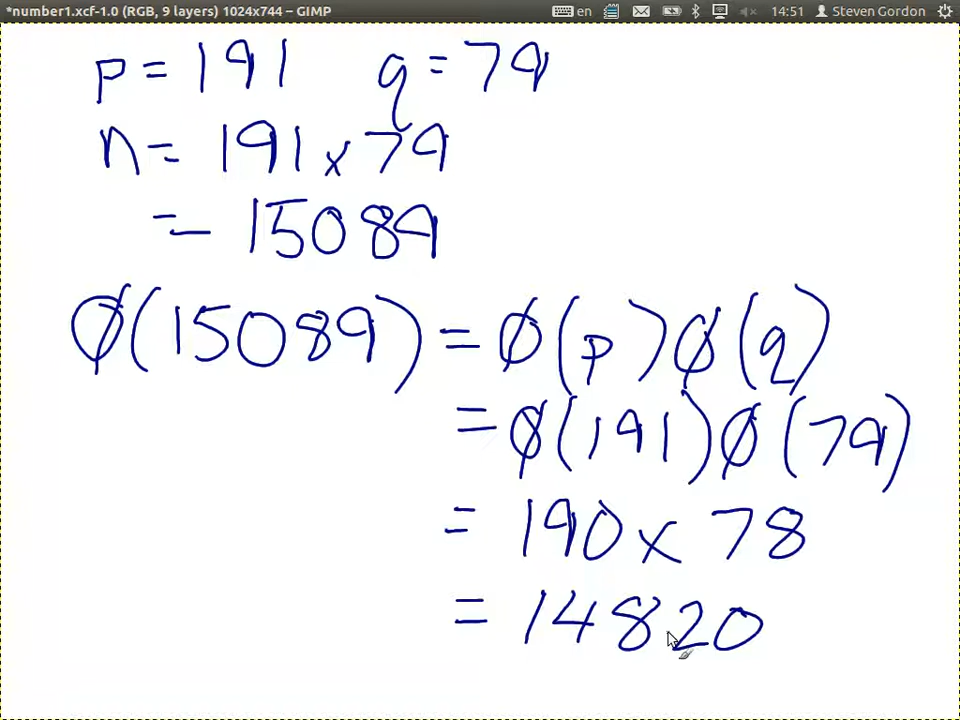 *number1.xcf-1.0 (RGB, 9 layers) 1024x744 – GIMP en 14:51 Steven Gordon
p = 191 q = 79
n = 191 x 79
= 15089
ø(15089) = ø(p)ø(q)
= ø(191)ø(79)
= 190 x 78
= 14820